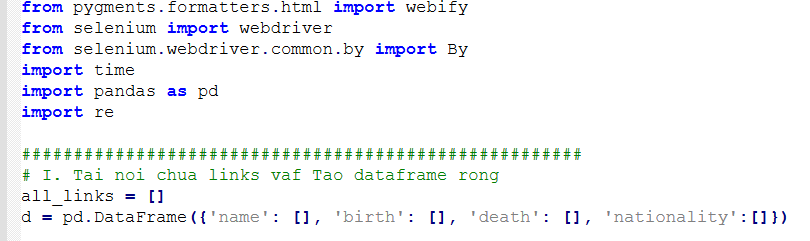 from pygments.formatters.html import webify
from selenium import webdriver
from selenium.webdriver.common.by import By
import time
import pandas as pd
import re
######################################################
# I. Tai noi chua links vaf Tao dataframe rong
all_links = []
d = pd.DataFrame({'name': [], 'birth': [], 'death': [], 'nationality':[]})